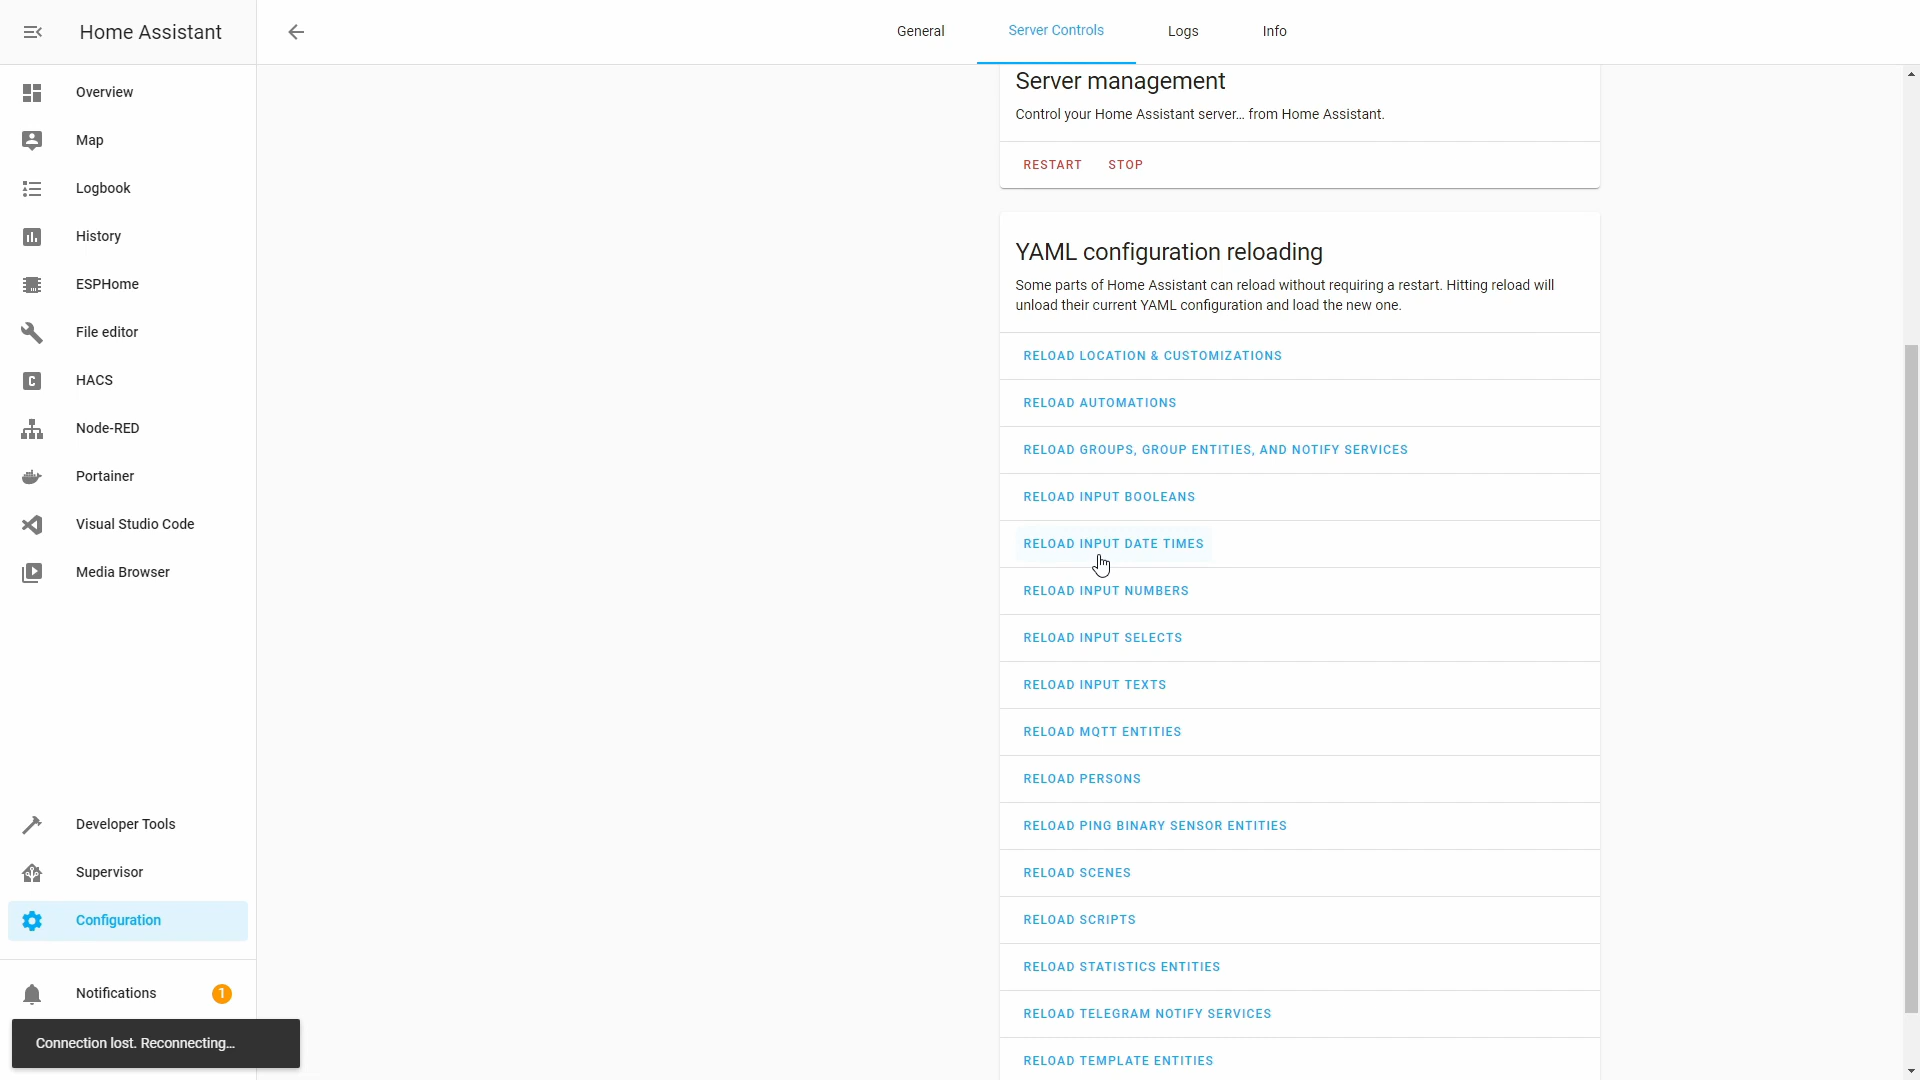 Home Assistant
General
Server Controls
Logs
Info
Overview
Map
Logbook
History
ESPHome
File editor
HACS
Node-RED
Portainer
Visual Studio Code
Media Browser
Developer Tools
Supervisor
Configuration
Notifications
1
Connection lost. Reconnecting...
Server management
Control your Home Assistant server... from Home Assistant.
RESTART
STOP
YAML configuration reloading
Some parts of Home Assistant can reload without requiring a restart. Hitting reload will
unload their current YAML configuration and load the new one.
RELOAD LOCATION & CUSTOMIZATIONS
RELOAD AUTOMATIONS
RELOAD GROUPS, GROUP ENTITIES, AND NOTIFY SERVICES
RELOAD INPUT BOOLEANS
RELOAD INPUT DATE TIMES
RELOAD INPUT NUMBERS
RELOAD INPUT SELECTS
RELOAD INPUT TEXTS
RELOAD MQTT ENTITIES
RELOAD PERSONS
RELOAD PING BINARY SENSOR ENTITIES
RELOAD SCENES
RELOAD SCRIPTS
RELOAD STATISTICS ENTITIES
RELOAD TELEGRAM NOTIFY SERVICES
RELOAD TEMPLATE ENTITIES